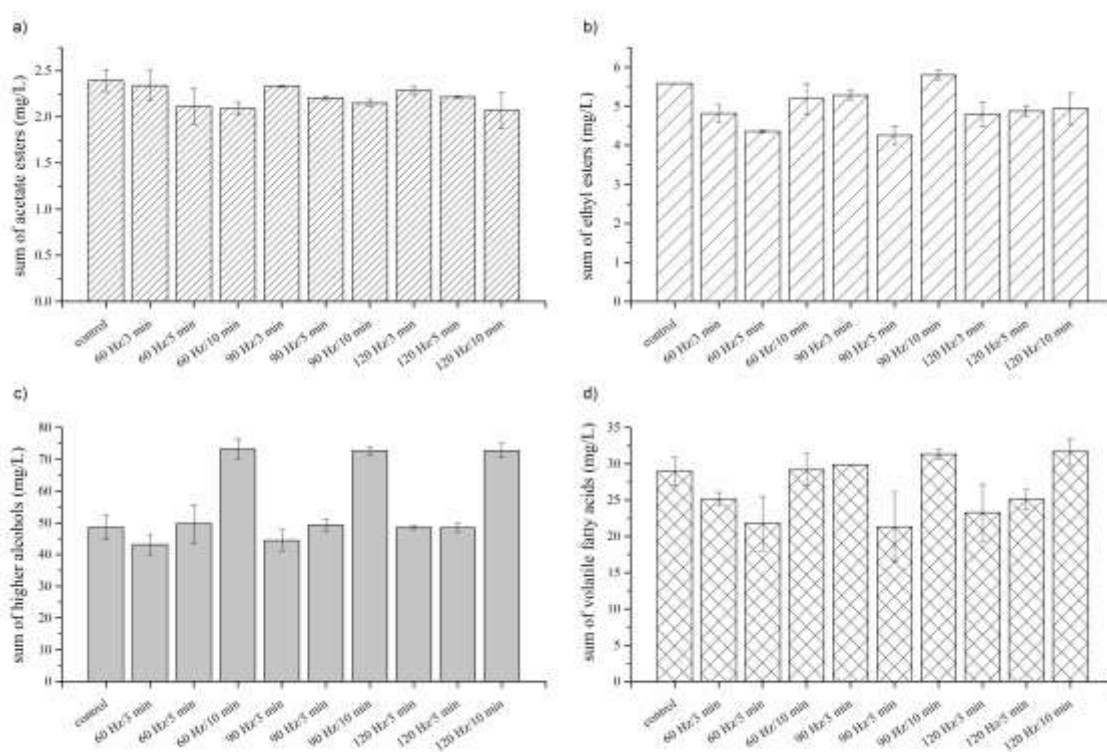 a)
sum of acetate esters (mg/L)
2.5
2.0
1.5
1.0
0.5
0.0
control
60 Hz/3 min
60 Hz/5 min
60 Hz/10 min
90 Hz/3 min
90 Hz/5 min
90 Hz/10 min
120 Hz/3 min
120 Hz/5 min
120 Hz/10 min
b)
sum of ethyl esters (mg/L)
6
5
4
3
2
1
0
control
60 Hz/3 min
60 Hz/5 min
60 Hz/10 min
90 Hz/3 min
90 Hz/5 min
90 Hz/10 min
120 Hz/3 min
120 Hz/5 min
120 Hz/10 min
c)
sum of higher alcohols (mg/L)
80
70
60
50
40
30
20
10
0
control
60 Hz/3 min
60 Hz/5 min
60 Hz/10 min
90 Hz/3 min
90 Hz/5 min
90 Hz/10 min
120 Hz/3 min
120 Hz/5 min
120 Hz/10 min
d)
sum of volatile fatty acids (mg/L)
35
30
25
20
15
10
5
0
control
60 Hz/3 min
60 Hz/5 min
60 Hz/10 min
90 Hz/3 min
90 Hz/5 min
90 Hz/10 min
120 Hz/3 min
120 Hz/5 min
120 Hz/10 min